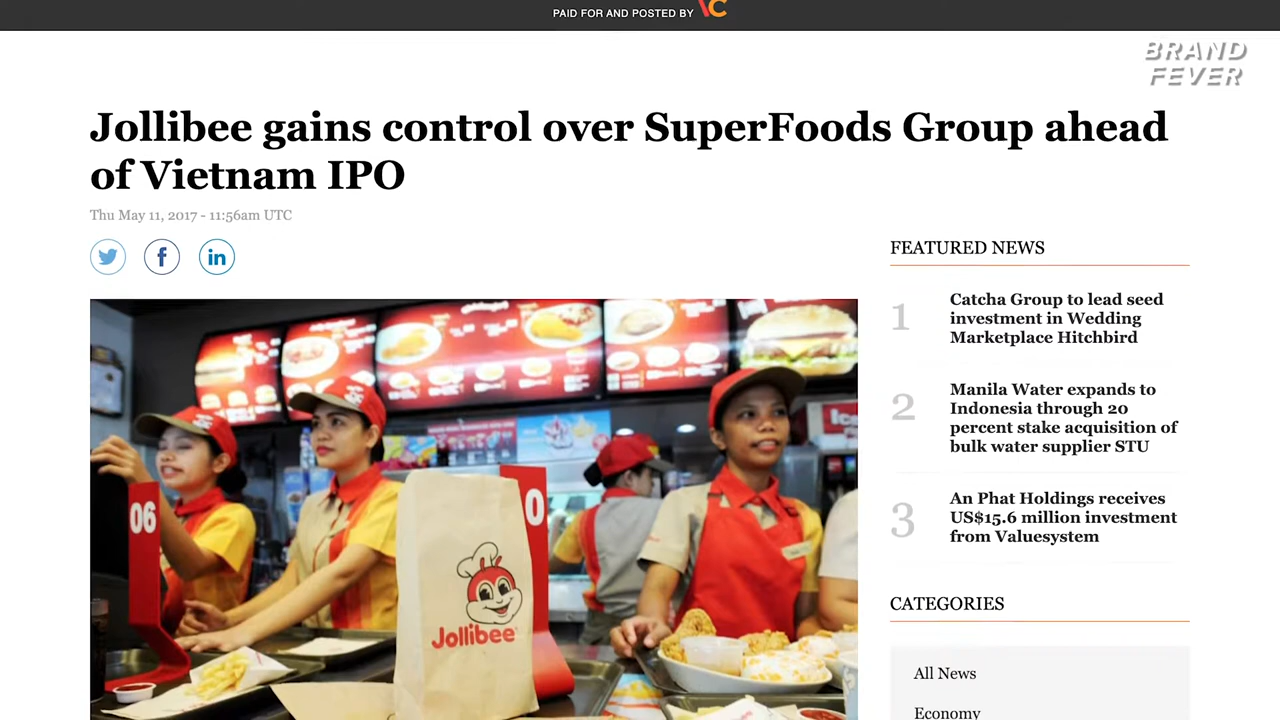 PAID FOR AND POSTED BY VC
BRAND
FEVER
Jollibee gains control over SuperFoods Group ahead
of Vietnam IPO
Thu May 11, 2017 - 11:56am UTC
f
in
06
0
Jollibee
FEATURED NEWS
1
Catcha Group to lead seed
investment in Wedding
Marketplace Hitchbird
2
Manila Water expands to
Indonesia through 20
percent stake acquisition of
bulk water supplier STU
3
An Phat Holdings receives
US$15.6 million investment
from Valuesystem
CATEGORIES
All News
Economy